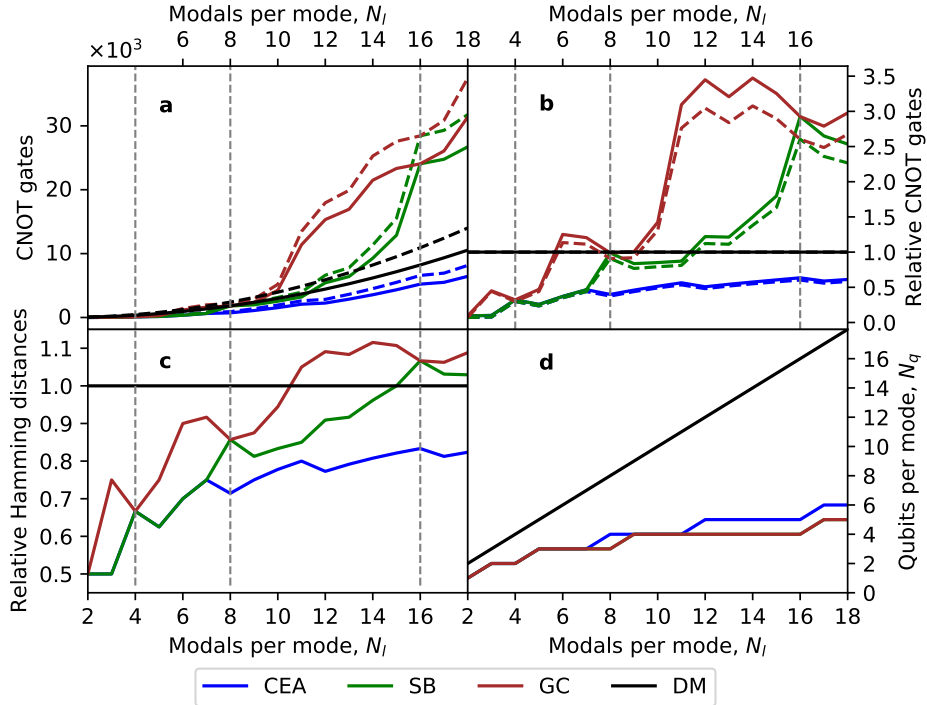 Modals per mode, N_l
Modals per mode, N_l
×10³
6 8 10 12 14 16 18
4 6 8 10 12 14 16
a
b
CNOT gates
30
20
10
0
Relative CNOT gates
3.5
3.0
2.5
2.0
1.5
1.0
0.5
0.0
c
d
Relative Hamming distances
1.1
1.0
0.9
0.8
0.7
0.6
0.5
Qubits per mode, N_q
16
14
12
10
8
6
4
2
0
2 4 6 8 10 12 14 16 2
4 6 8 10 12 14 16 18
Modals per mode, N_l
Modals per mode, N_l
CEA SB GC DM